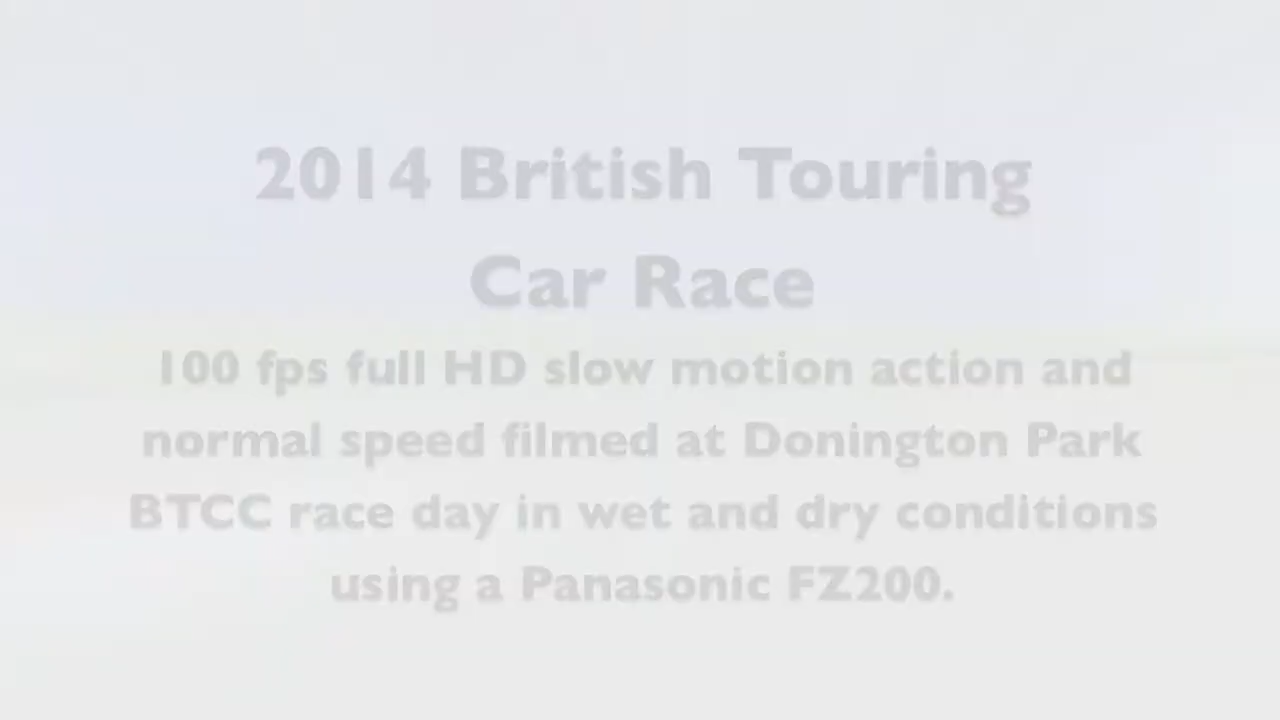 2014 British Touring
Car Race
100 fps full HD slow motion action and
normal speed filmed at Donington Park
BTCC race day in wet and dry conditions
using a Panasonic FZ200.